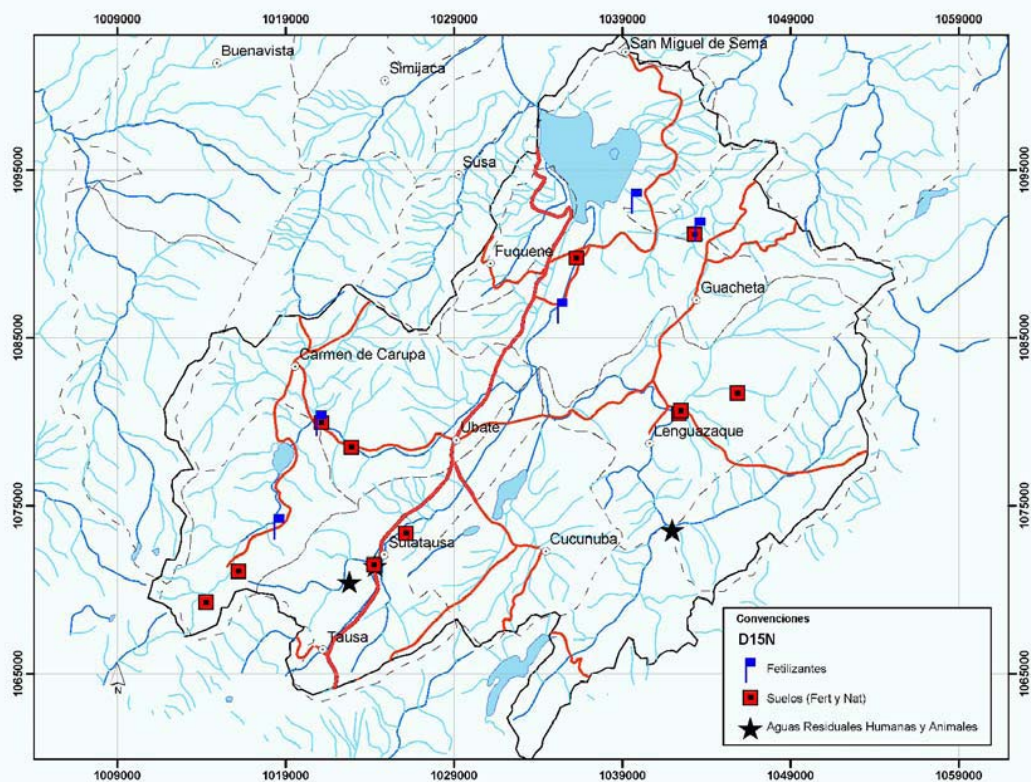 1009000 1019000 1029000 1039000 1049000 1059000
San Miguel de Sema
Buenavista
Simijaca
1095000 1095000
Susa
Fuquene
Guacheta
1085000 1085000
Carmen de Carupa
Ubate
Lenguazaque
1075000 1075000
Sutatausa
Cucunuba
Tausa
1065000 1065000
N
Convenciones
D15N
Fetilizantes
Suelos (Fert y Nat)
Aguas Residuales Humanas y Animales
1009000 1019000 1029000 1039000 1049000 1059000